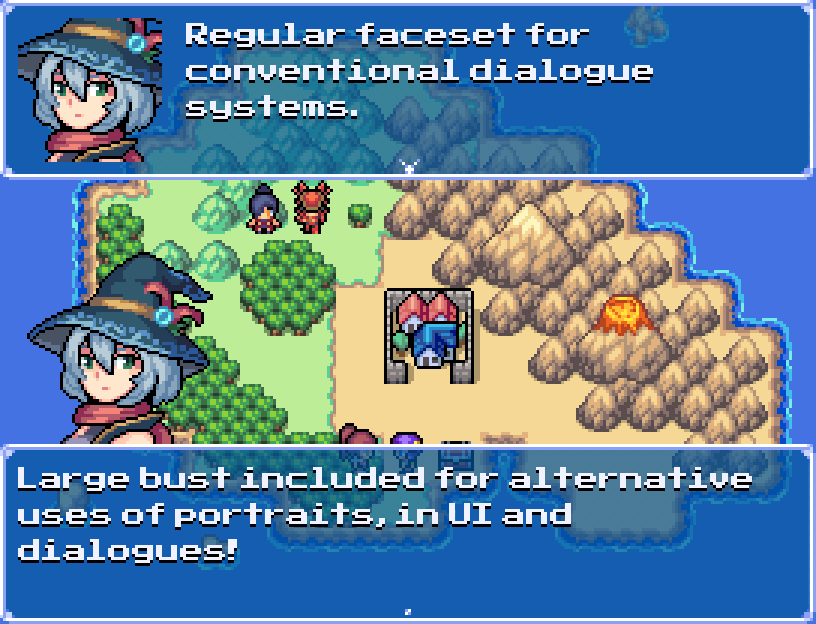 Regular faceset for
conventional dialogue
systems.
Large bust included for alternative
uses of portraits, in UI and
dialogues!